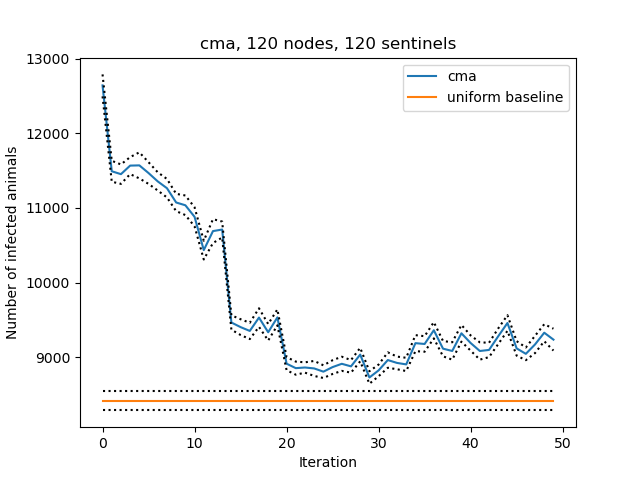 cma, 120 nodes, 120 sentinels
cma
uniform baseline
Number of infected animals
13000
12000
11000
10000
9000
0 10 20 30 40 50
Iteration